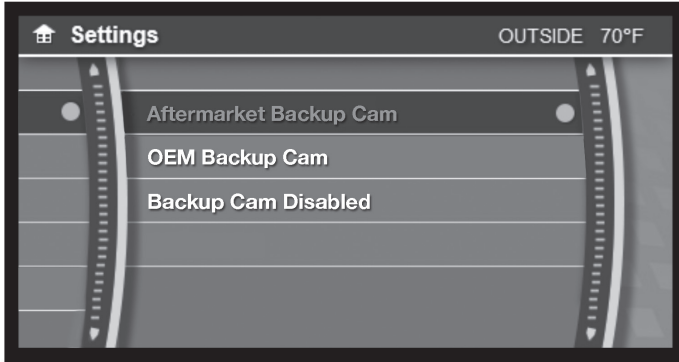 Settings OUTSIDE 70°F
Aftermarket Backup Cam
OEM Backup Cam
Backup Cam Disabled